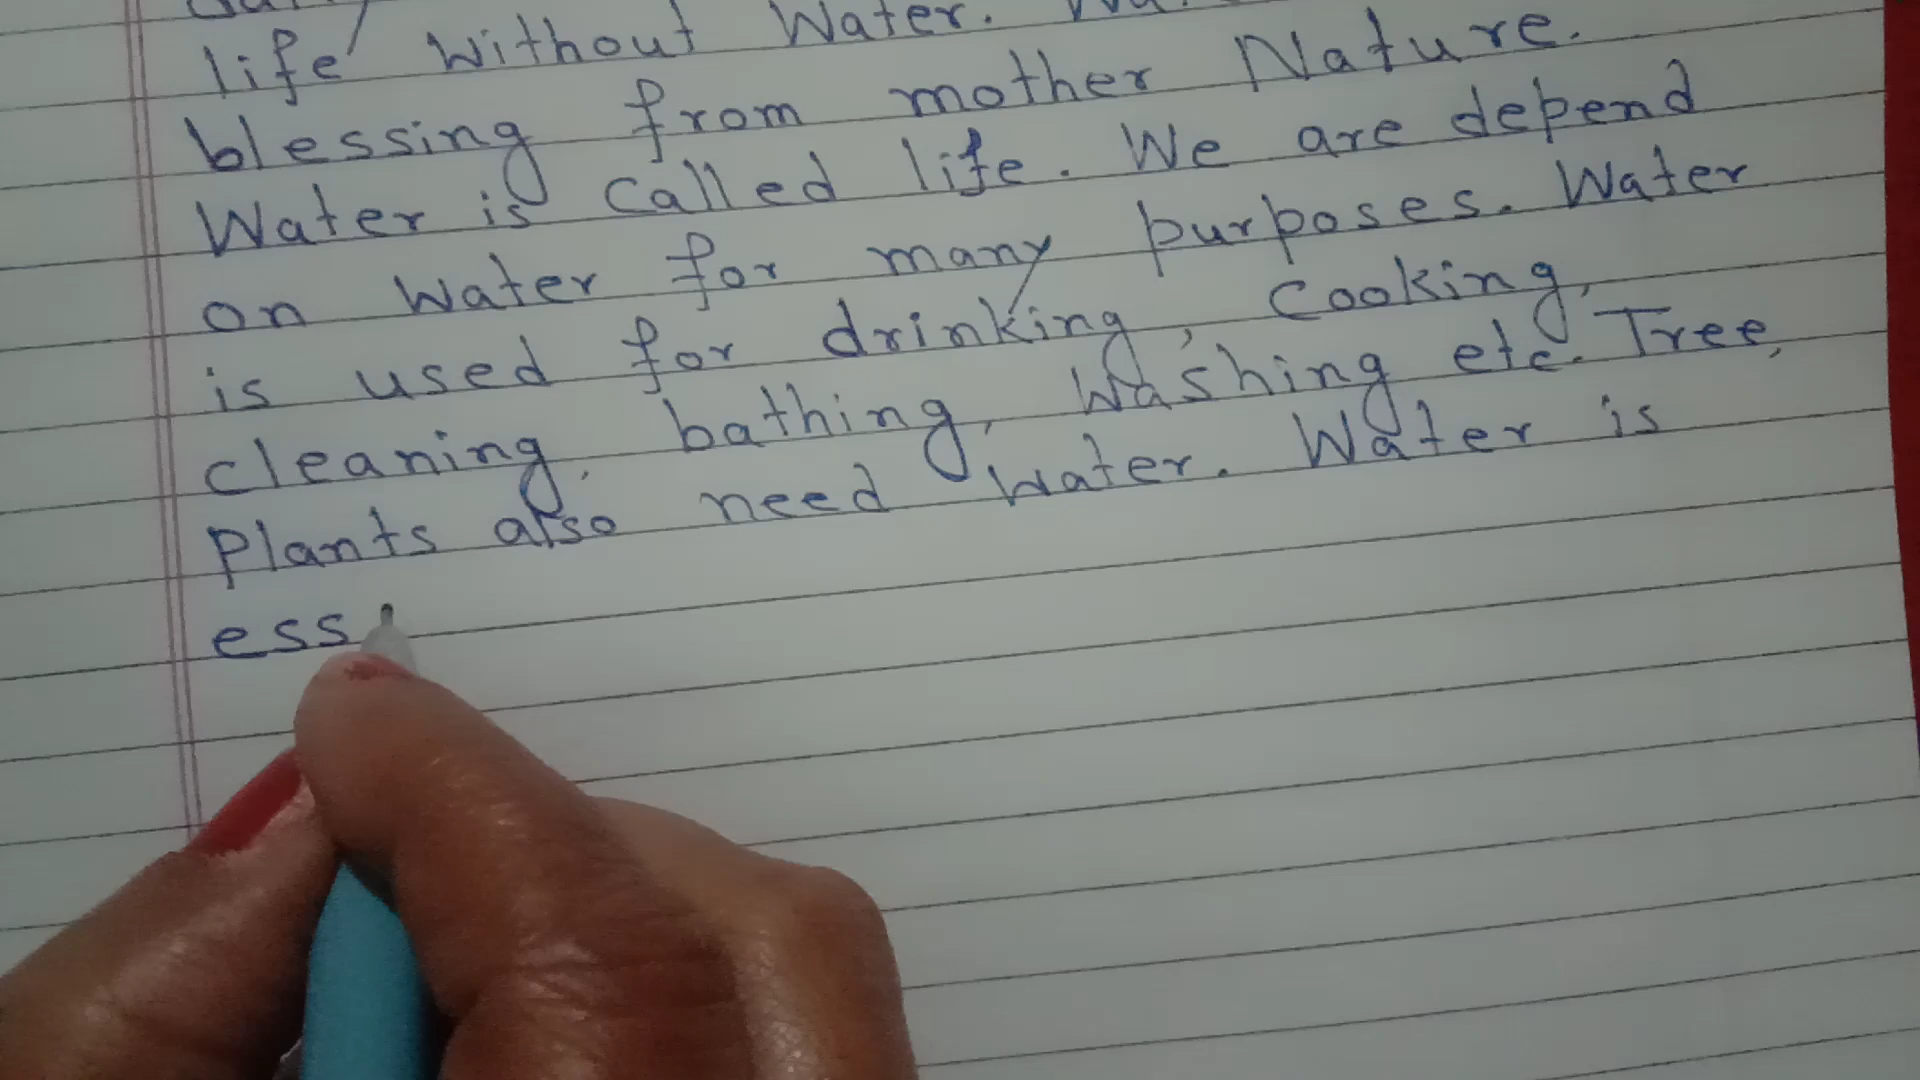 life without water.
blessing from mother Nature.
Water is called life. We are depend
on water for many purposes. Water
is used for drinking, cooking,
cleaning, bathing, washing etc. Tree,
Plants also need water. Water is
ess